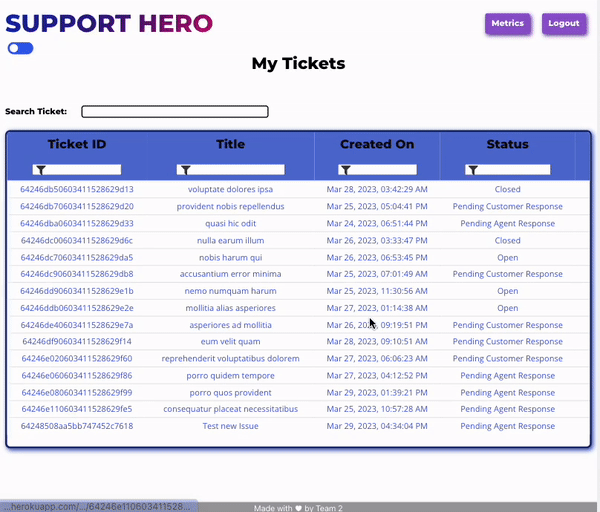 SUPPORT HERO
Metrics
Logout
My Tickets
Search Ticket:
Ticket ID Title Created On Status
64246db50603411528629d13 voluptate dolores ipsa Mar 28, 2023, 03:42:29 AM Closed
64246db70603411528629d20 provident nobis repellendus Mar 25, 2023, 05:04:41 PM Pending Customer Response
64246dba0603411528629d33 quasi hic odit Mar 24, 2023, 06:51:44 PM Pending Agent Response
64246dc00603411528629d6c nulla earum illum Mar 26, 2023, 03:33:47 PM Closed
64246dc70603411528629da5 nobis harum qui Mar 26, 2023, 06:53:45 PM Open
64246dc90603411528629db8 accusantium error minima Mar 25, 2023, 07:01:49 AM Pending Customer Response
64246dd90603411528629e1b nemo numquam harum Mar 25, 2023, 11:30:56 AM Open
64246ddb0603411528629e2e mollitia alias asperiores Mar 27, 2023, 01:14:38 AM Open
64246de40603411528629e7a asperiores ad mollitia Mar 26, 2023, 09:19:51 PM Pending Customer Response
64246df90603411528629f14 eum velit quam Mar 28, 2023, 09:10:51 AM Pending Customer Response
64246e020603411528629f60 reprehenderit voluptatibus dolorem Mar 27, 2023, 06:06:23 AM Pending Customer Response
64246e060603411528629f86 porro quidem tempore Mar 27, 2023, 04:12:52 PM Pending Agent Response
64246e080603411528629f99 porro quos provident Mar 29, 2023, 01:39:21 PM Pending Agent Response
64246e110603411528629fe5 consequatur placeat necessitatibus Mar 25, 2023, 10:57:28 AM Pending Agent Response
64248508aa5bb747452c7618 Test new Issue Mar 29, 2023, 04:34:04 PM Pending Agent Response
...herokuapp.com/.../64246e110603411528...
Made with ♥ by Team 2